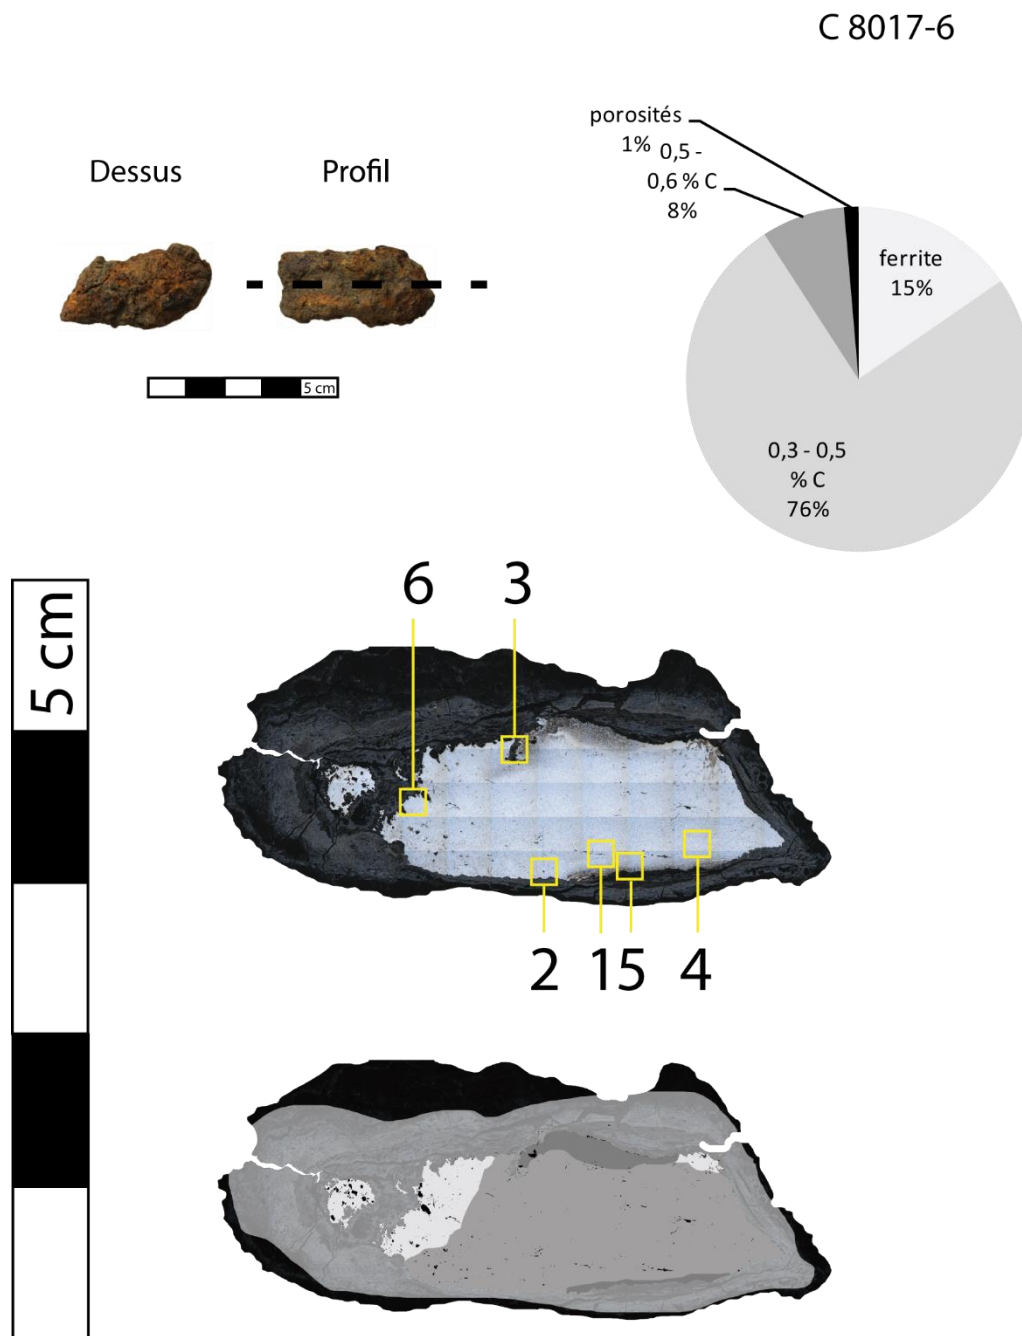 C 8017-6
porosités
1%
0,5 -
0,6 % C
8%
Dessus
Profil
ferrite
15%
5 cm
0,3 - 0,5
% C
76%
6
3
5 cm
2
1
5
4